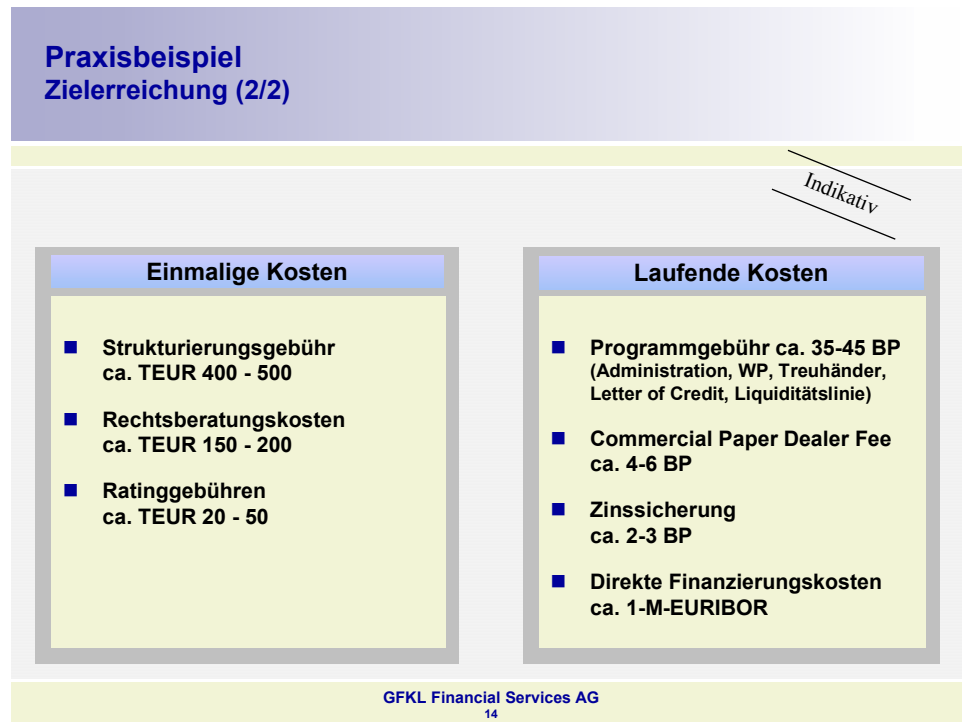 Praxisbeispiel
Zielerreichung (2/2)
Indikativ
Einmalige Kosten
Strukturierungsgebühr
ca. TEUR 400 - 500
Rechtsberatungskosten
ca. TEUR 150 - 200
Ratinggebühren
ca. TEUR 20 - 50
Laufende Kosten
Programmgebühr ca. 35-45 BP
(Administration, WP, Treuhänder,
Letter of Credit, Liquiditätslinie)
Commercial Paper Dealer Fee
ca. 4-6 BP
Zinssicherung
ca. 2-3 BP
Direkte Finanzierungskosten
ca. 1-M-EURIBOR
GFKL Financial Services AG
14